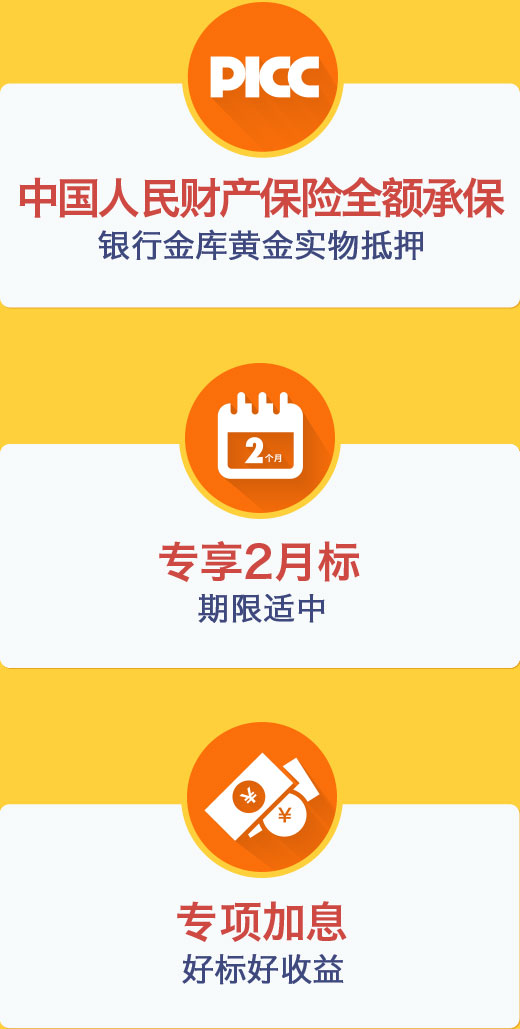 PICC
中国人民财产保险全额承保
银行金库黄金实物抵押
2个月
专享2月标
期限适中
¥
¥
专项加息
好标好收益